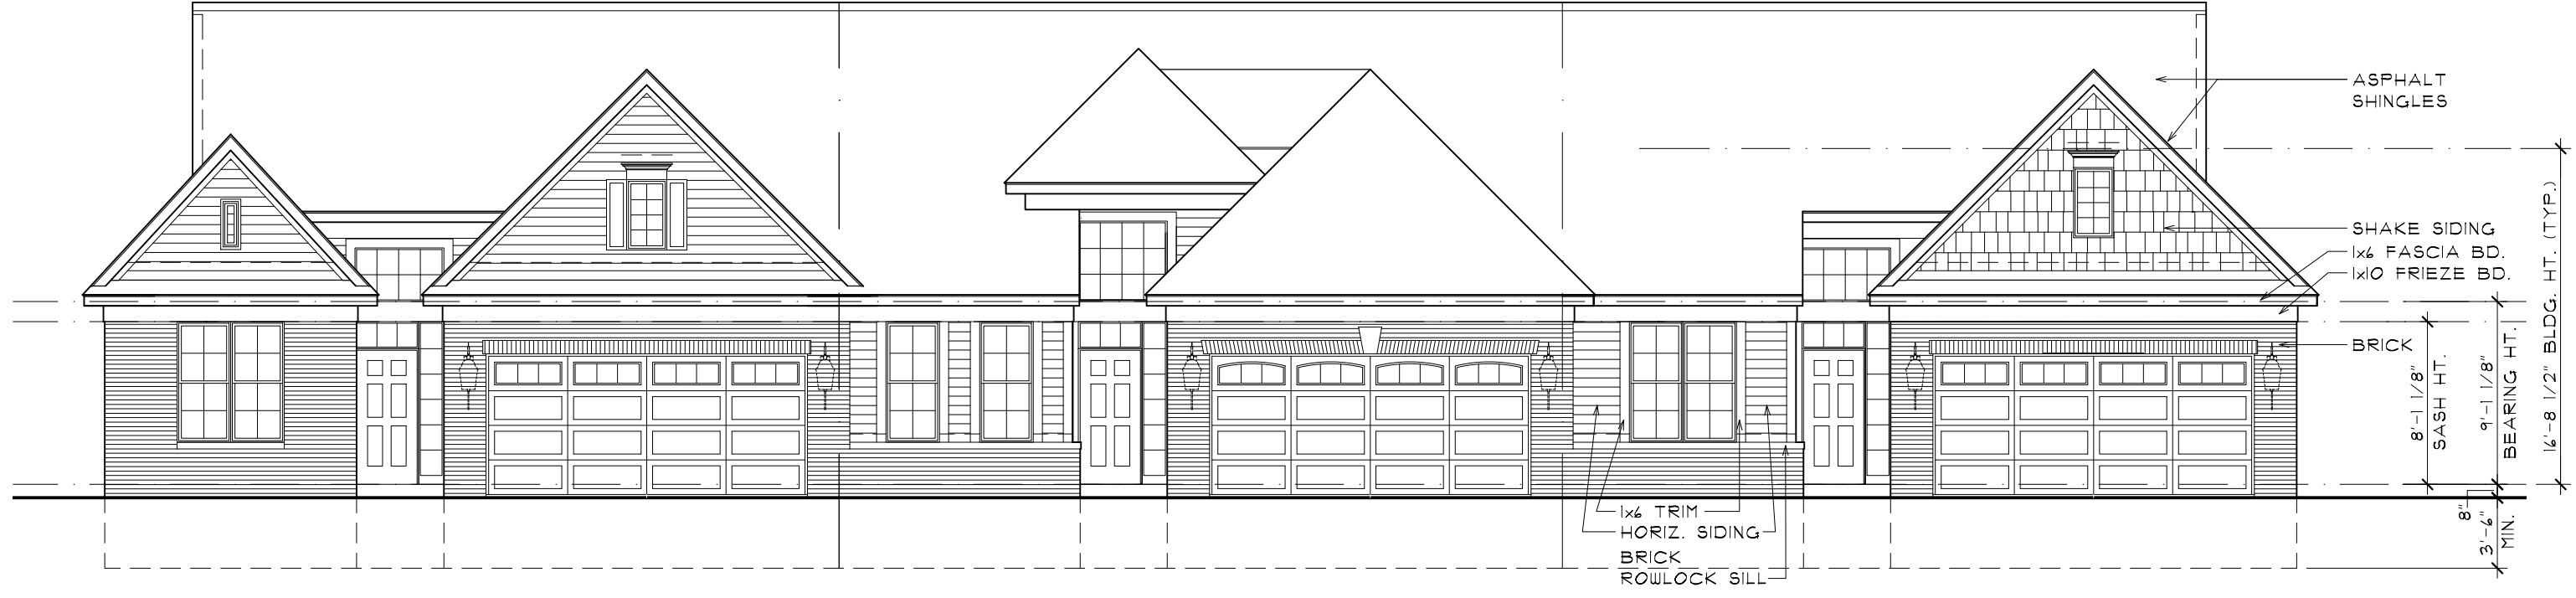 ASPHALT
SHINGLES
SHAKE SIDING
1x6 FASCIA BD.
1x10 FRIEZE BD.
BRICK
8'-1 1/8"
SASH HT.
9'-1 1/8"
BEARING HT.
16'-8 1/2" BLDG. HT. (TYP.)
8"
3'-6"
MIN.
1x6 TRIM
HORIZ. SIDING
BRICK
ROWLOCK SILL